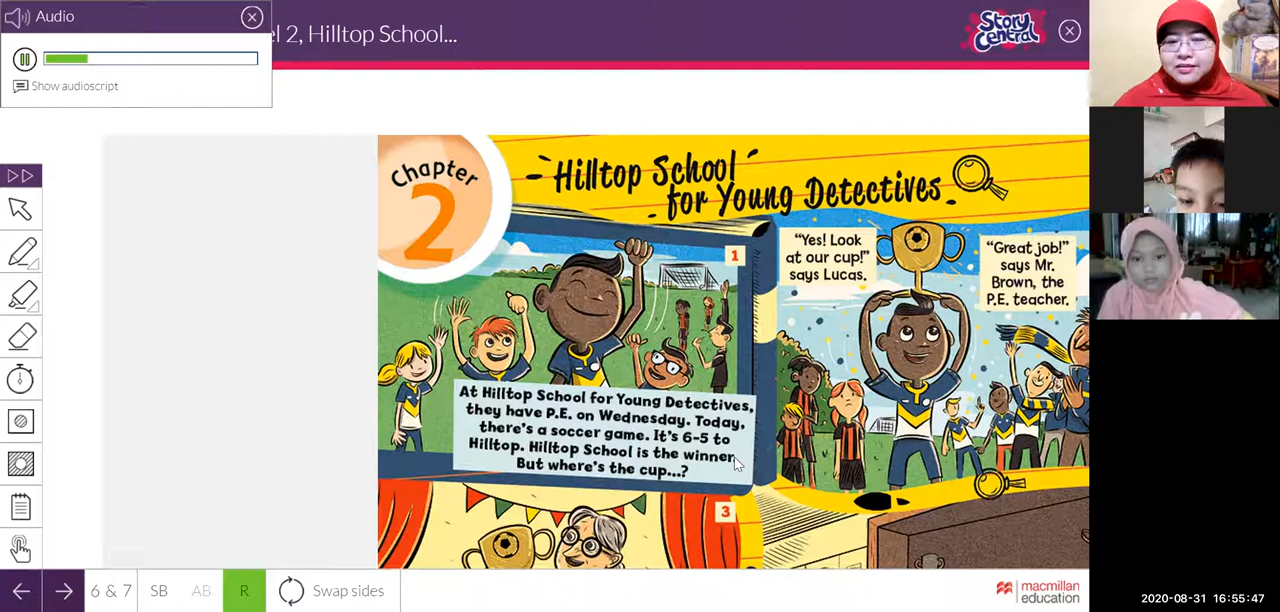 Audio
el 2, Hilltop School...
Story
Central
Show audioscript
Chapter
2
Hilltop School
for Young Detectives
1
At Hilltop School for Young Detectives,
they have P.E. on Wednesday. Today,
there's a soccer game. It's 6–5 to
Hilltop. Hilltop School is the winner.
But where's the cup...?
"Yes! Look
at our cup!"
says Lucas.
"Great job!"
says Mr.
Brown, the
P.E. teacher.
3
6 & 7
SB
AB
R
Swap sides
macmillan
education
2020-08-31 16:55:47